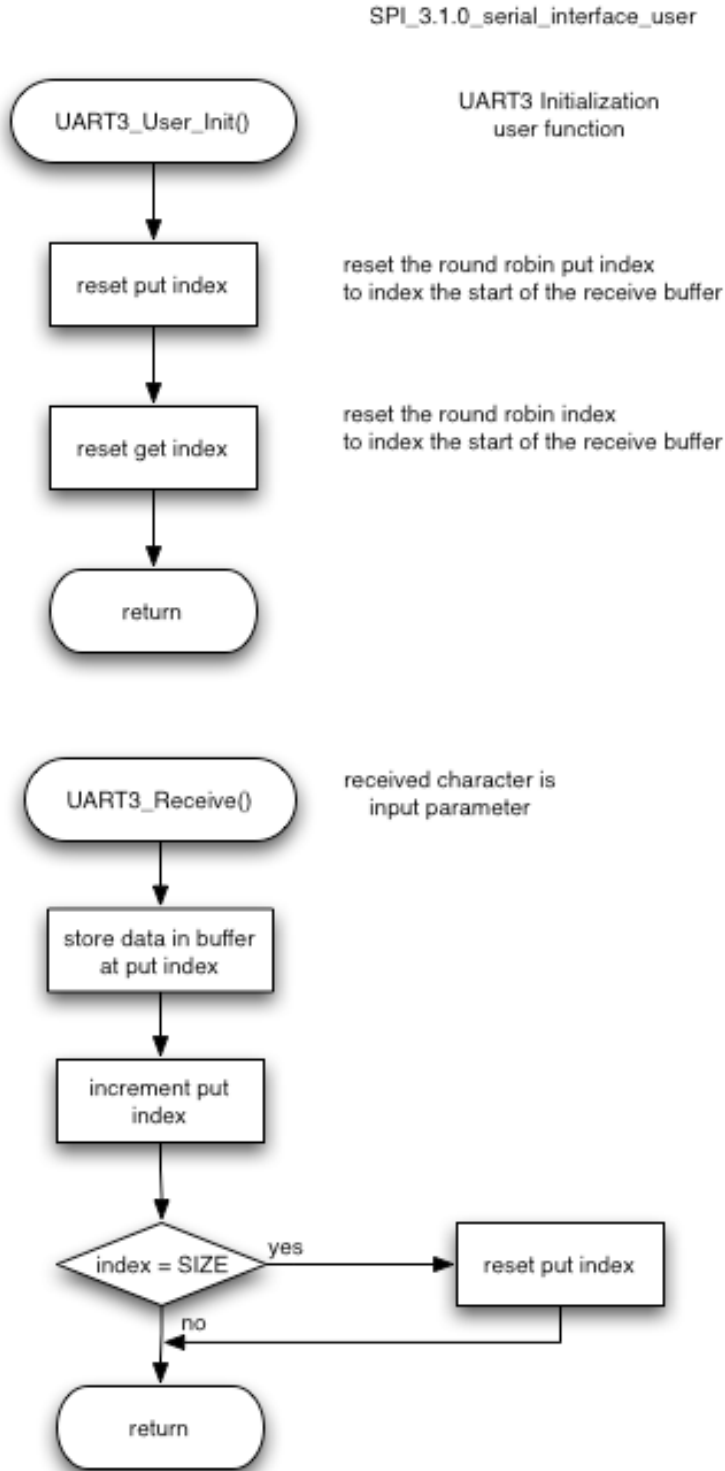 SPI_3.1.0_serial_interface_user
UART3_User_Init()
UART3 Initialization
user function
reset put index
reset the round robin put index
to index the start of the receive buffer
reset get index
reset the round robin index
to index the start of the receive buffer
return
UART3_Receive()
received character is
input parameter
store data in buffer
at put index
increment put
index
index = SIZE
yes
reset put index
no
return